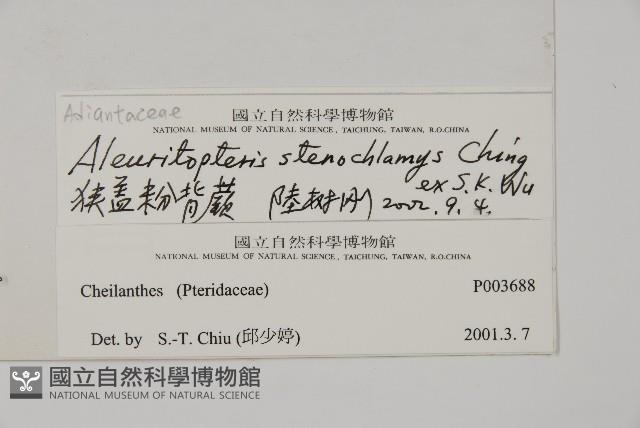 Adiantaceae
國立自然科學博物館
NATIONAL MUSEUM OF NATURAL SCIENCE, TAICHUNG, TAIWAN, R.O.CHINA
Aleuritopteris stenochlamys Ching
ex S. K. Wu
狭盖粉背蕨 陸树刚 2002. 9. 4.
國立自然科學博物館
NATIONAL MUSEUM OF NATURAL SCIENCE, TAICHUNG, TAIWAN, R.O.CHINA
Cheilanthes (Pteridaceae) P003688
Det. by S.-T. Chiu (邱少婷) 2001.3. 7
國立自然科學博物館
NATIONAL MUSEUM OF NATURAL SCIENCE